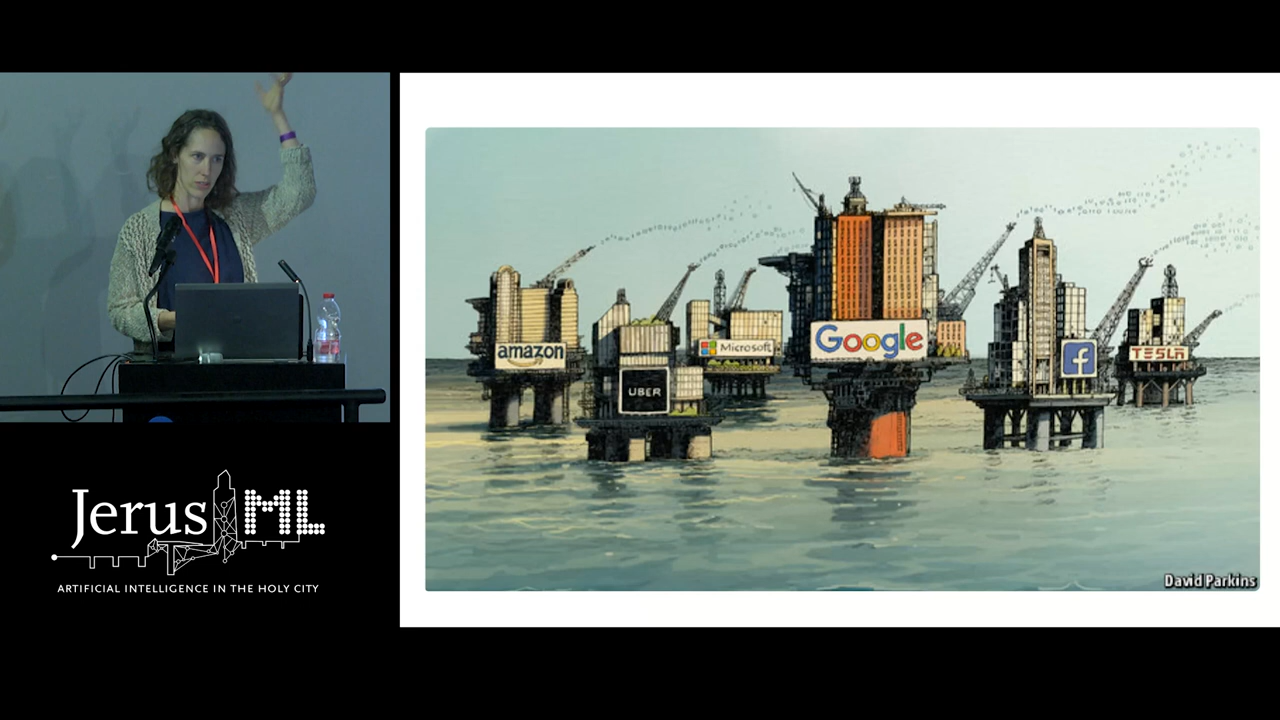 amazon
UBER
Microsoft
Google
f
TESLA
David Parkins
JerusML
ARTIFICIAL INTELLIGENCE IN THE HOLY CITY